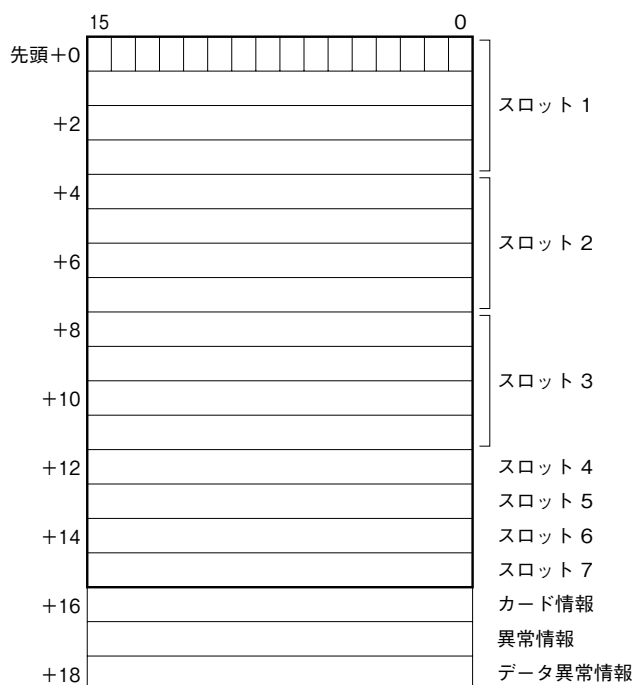 15 0
先頭+0
スロット 1
+2
+4
スロット 2
+6
+8
スロット 3
+10
+12 スロット 4
スロット 5
+14 スロット 6
スロット 7
+16 カード情報
異常情報
+18 データ異常情報